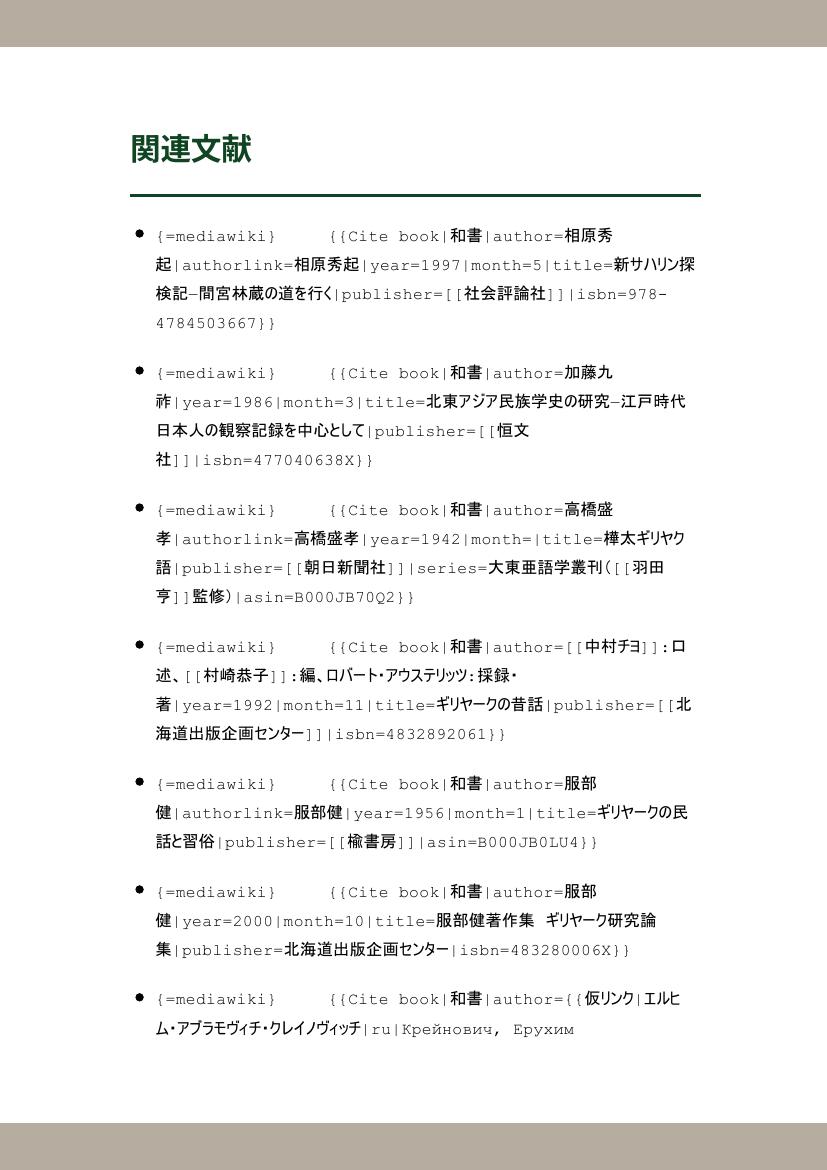 関連文献
{=mediawiki} {{Cite book|和書|author=相原秀
起|authorlink=相原秀起|year=1997|month=5|title=新サハリン探
検記―間宮林蔵の道を行く|publisher=[[社会評論社]]|isbn=978-
4784503667}}
{=mediawiki} {{Cite book|和書|author=加藤九
祚|year=1986|month=3|title=北東アジア民族学史の研究―江戸時代
日本人の観察記録を中心として|publisher=[[恒文
社]]|isbn=477040638X}}
{=mediawiki} {{Cite book|和書|author=高橋盛
孝|authorlink=高橋盛孝|year=1942|month=|title=樺太ギリヤク
語|publisher=[[朝日新聞社]]|series=大東亜語学叢刊（[[羽田
亨]]監修）|asin=B000JB70Q2}}
{=mediawiki} {{Cite book|和書|author=[[中村チヨ]]：口
述、[[村崎恭子]]：編、ロバート・アウステリッツ：採録・
著|year=1992|month=11|title=ギリヤークの昔話|publisher=[[北
海道出版企画センター]]|isbn=4832892061}}
{=mediawiki} {{Cite book|和書|author=服部
健|authorlink=服部健|year=1956|month=1|title=ギリヤークの民
話と習俗|publisher=[[楡書房]]|asin=B000JB0LU4}}
{=mediawiki} {{Cite book|和書|author=服部
健|year=2000|month=10|title=服部健著作集　ギリヤーク研究論
集|publisher=北海道出版企画センター|isbn=483280006X}}
{=mediawiki} {{Cite book|和書|author={{仮リンク|エルヒ
ム・アブラモヴィチ・クレイノヴィッチ|ru|Крейнович, Ерухим